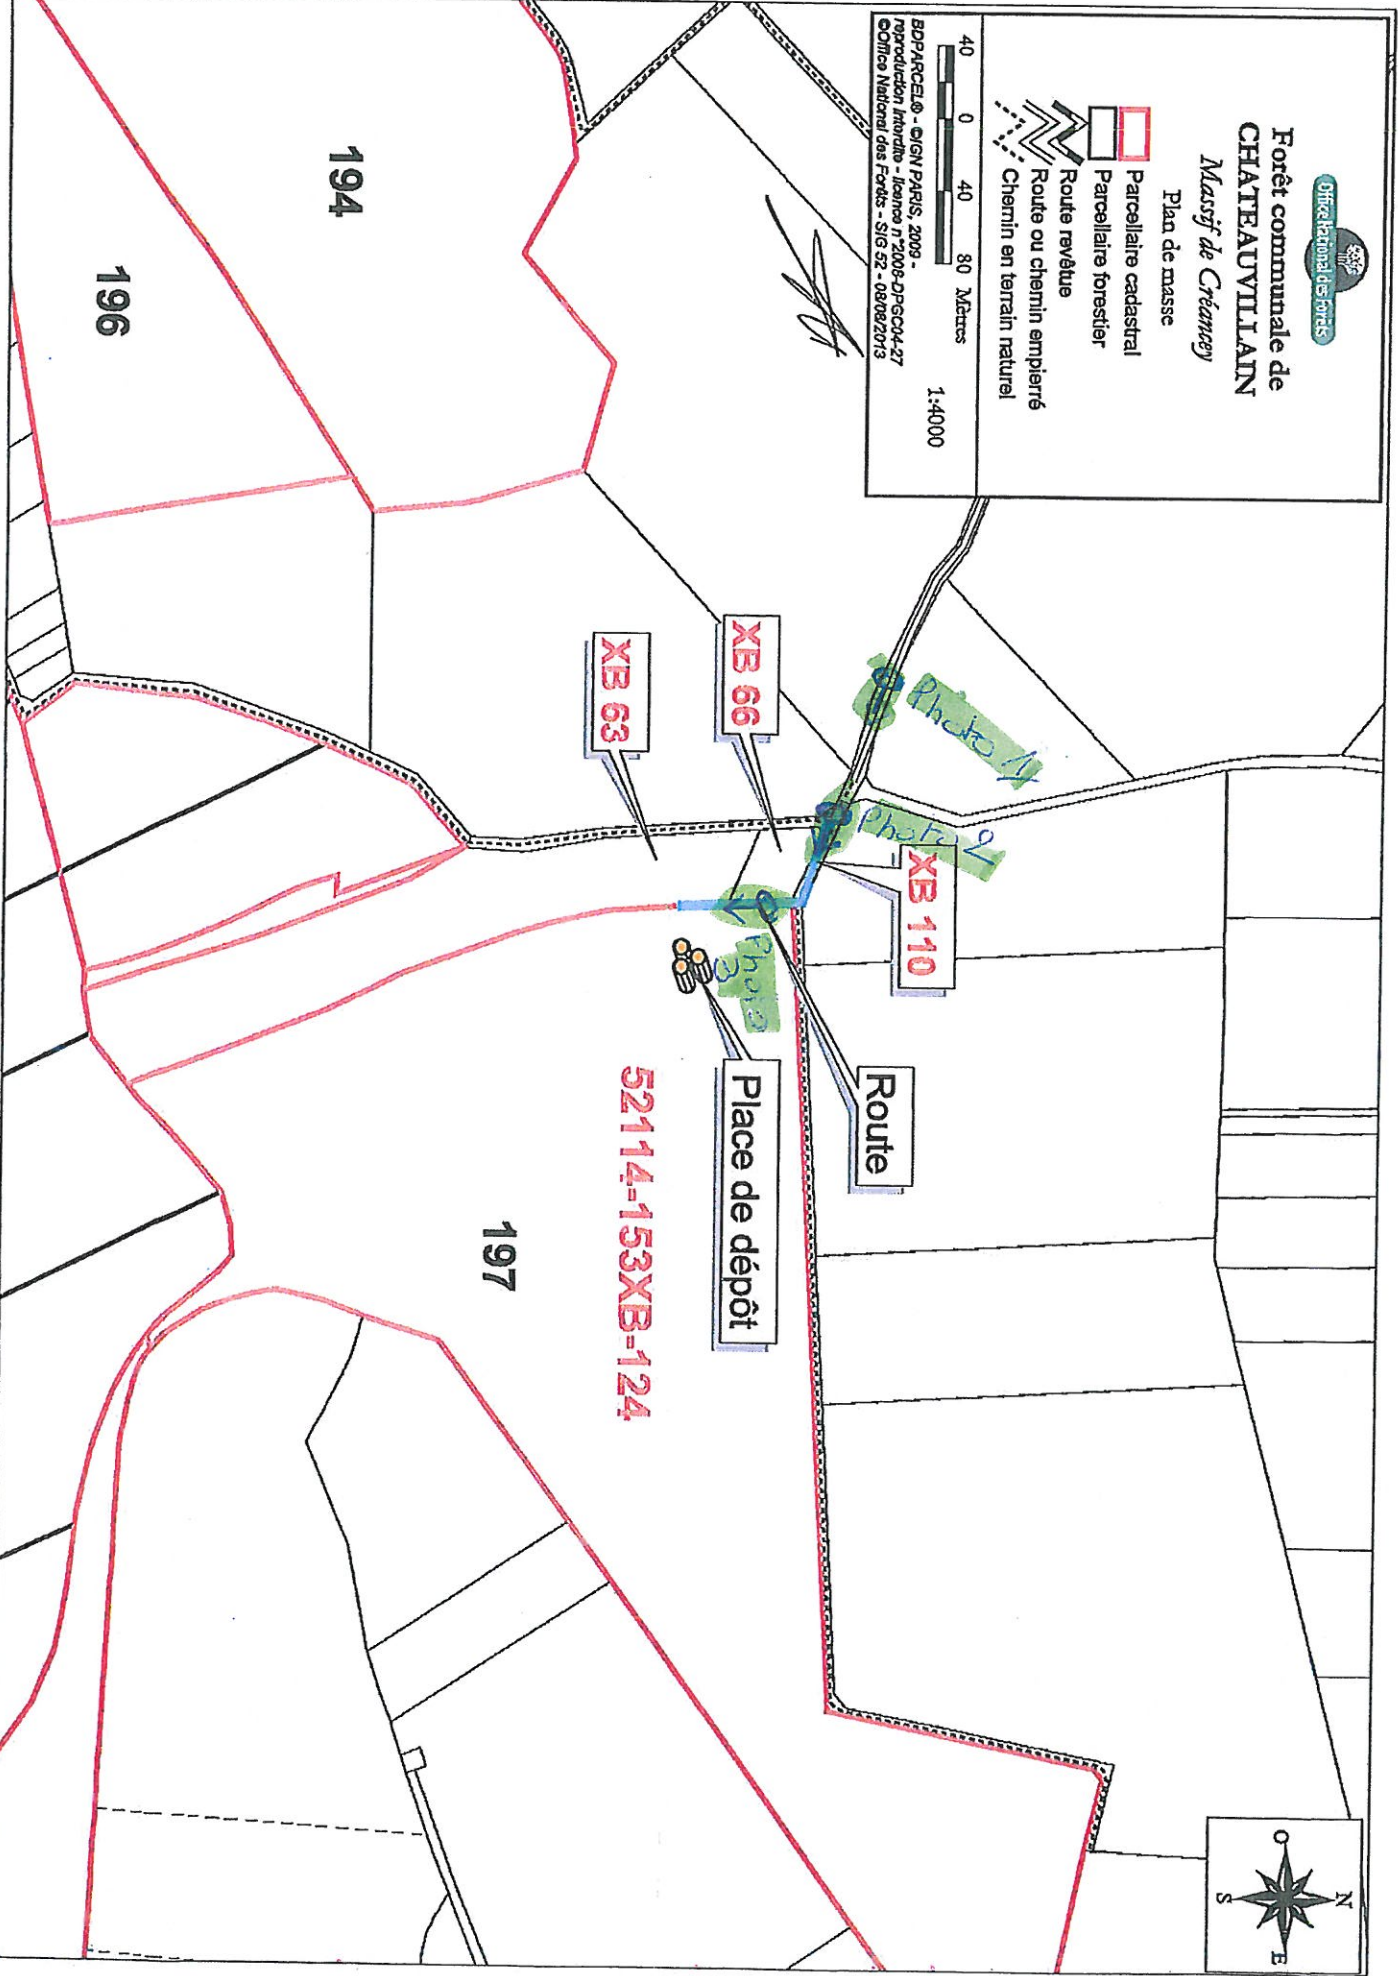 Office National des Forêts
Forêt communale de
CHATEAUVILLAIN
Massif de Créancey
Plan de masse
Parcellaire cadastral
Parcellaire forestier
Route revêtue
Route ou chemin empierré
Chemin en terrain naturel
40 0 40 80 Mètres
1:4000
BDPARCEL® - ©IGN PARIS, 2009 -
reproduction interdite - licence n°2008-DPGC04-27
©Office National des Forêts - SIG 52 - 08/08/2013
N
O E
S
Photo 1
Photo 2
XB 110
XB 66
Route
Photo
3
XB 63
Place de dépôt
52114-153XB-124
194
197
196